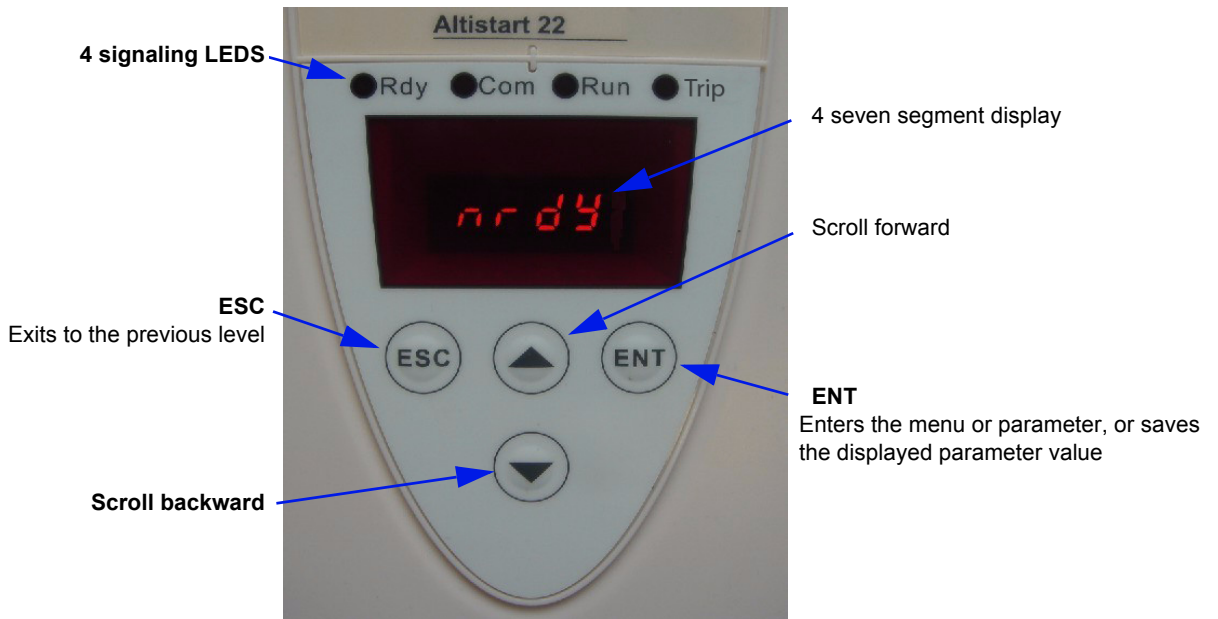 Altistart 22
4 signaling LEDS
Rdy Com Run Trip
4 seven segment display
nrdY
Scroll forward
ESC
Exits to the previous level
ESC ENT
ENT
Enters the menu or parameter, or saves
the displayed parameter value
Scroll backward